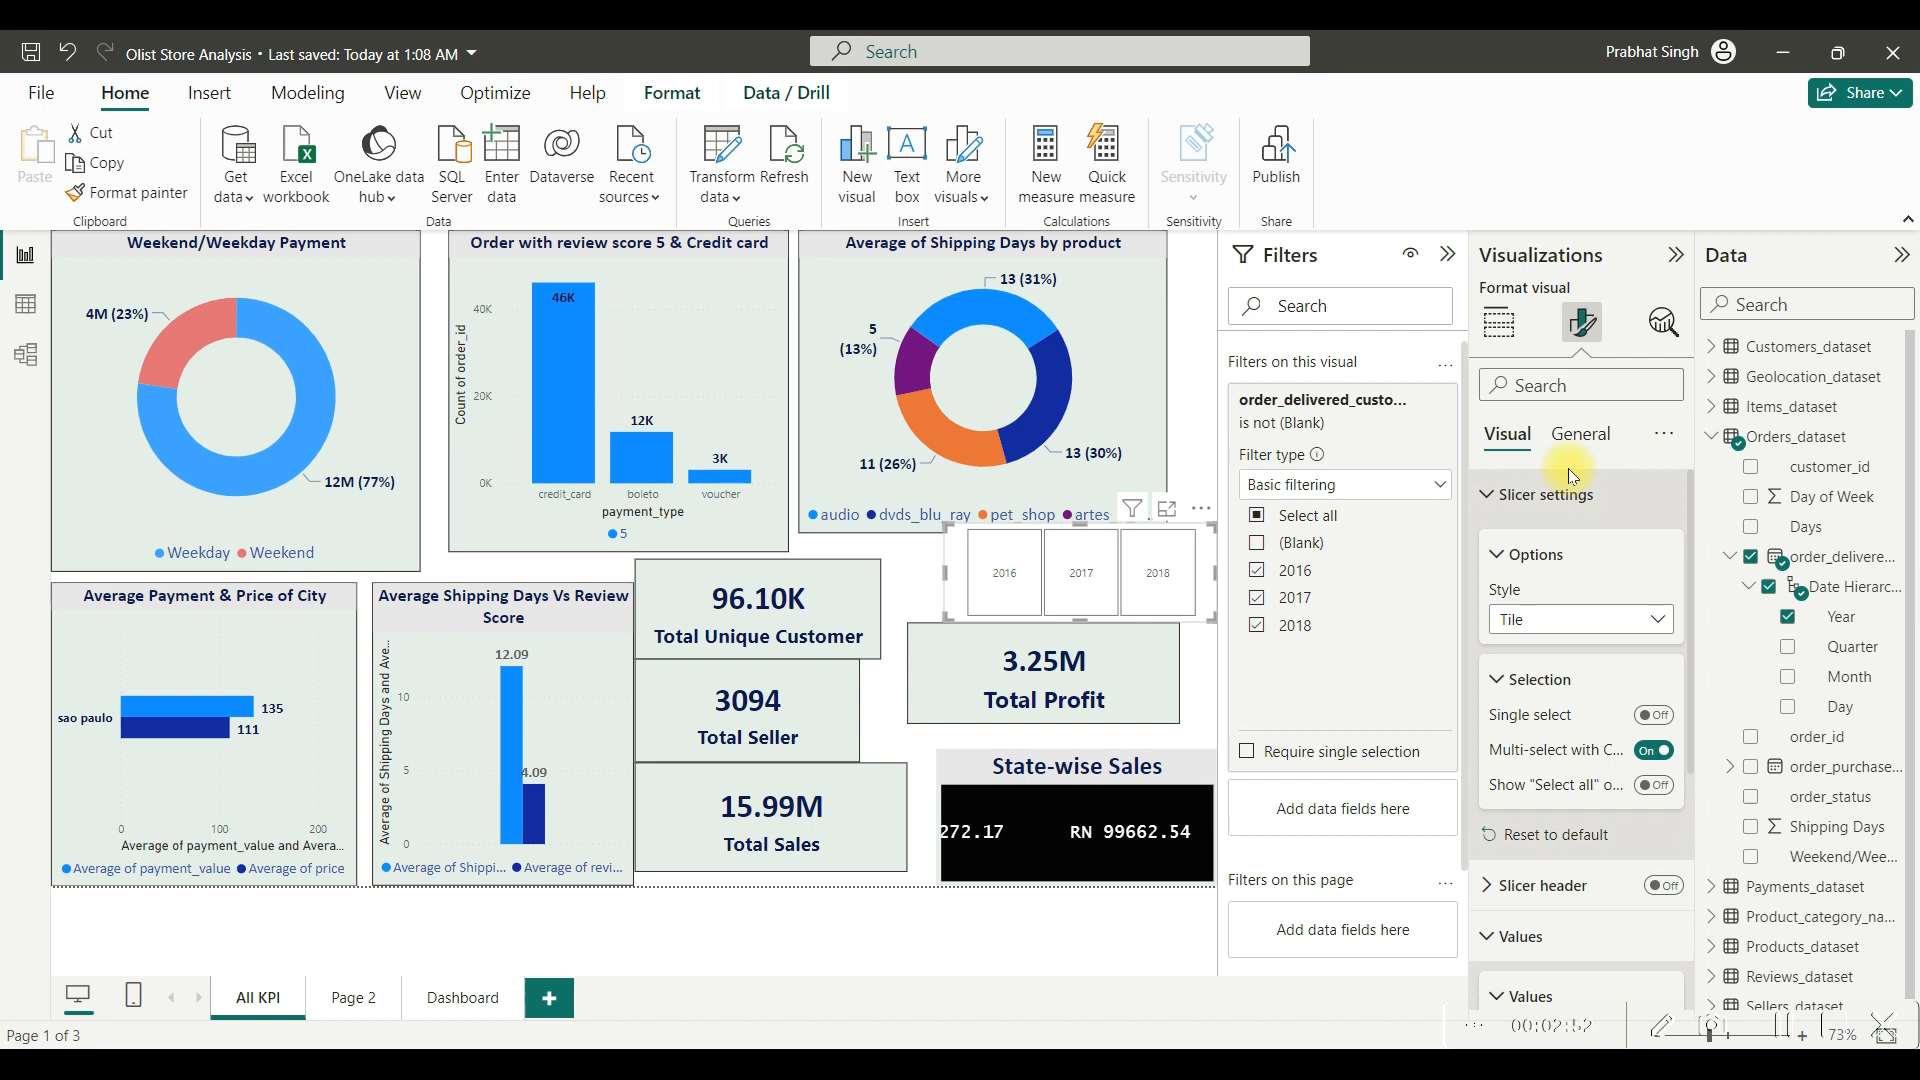 Olist Store Analysis • Last saved: Today at 1:08 AM
Search
Prabhat Singh
File
Home
Insert
Modeling
View
Optimize
Help
Format
Data / Drill
Share
Paste
Cut
Copy
Format painter
Clipboard
Get data
Excel workbook
OneLake data hub
SQL Server
Enter data
Dataverse
Recent sources
Data
Transform data
Refresh
Queries
New visual
Text box
More visuals
Insert
New measure
Quick measure
Calculations
Sensitivity
Sensitivity
Publish
Share
Weekend/Weekday Payment
4M (23%)
12M (77%)
Weekday
Weekend
Order with review score 5 & Credit card
Count of order_id
40K
20K
0K
46K
12K
3K
credit_card
boleto
voucher
payment_type
5
Average of Shipping Days by product
13 (31%)
5
(13%)
11 (26%)
13 (30%)
audio
dvds_blu_ray
pet_shop
artes
2016
2017
2018
Average Payment & Price of City
sao paulo
135
111
0
100
200
Average of payment_value and Avera...
Average of payment_value
Average of price
Average Shipping Days Vs Review
Score
Average of Shipping Days and Ave...
12.09
4.09
10
5
0
Average of Shippi...
Average of revi...
96.10K
Total Unique Customer
3094
Total Seller
15.99M
Total Sales
3.25M
Total Profit
State-wise Sales
272.17
RN 99662.54
Filters
Search
Filters on this visual
...
order_delivered_custo...
is not (Blank)
Filter type
Basic filtering
Select all
(Blank)
2016
2017
2018
Require single selection
Add data fields here
Filters on this page
...
Add data fields here
Visualizations
Format visual
Search
Visual
General
...
Slicer settings
Options
Style
Tile
Selection
Single select
Off
Multi-select with C...
On
Show "Select all" o...
Off
Reset to default
Slicer header
Off
Values
Values
Data
Search
Customers_dataset
Geolocation_dataset
Items_dataset
Orders_dataset
customer_id
Day of Week
Days
order_delivere...
Date Hierarc...
Year
Quarter
Month
Day
order_id
order_purchase...
order_status
Shipping Days
Weekend/Wee...
Payments_dataset
Product_category_na...
Products_dataset
Reviews_dataset
Sellers_dataset
All KPI
Page 2
Dashboard
Page 1 of 3
00:02:52
73%